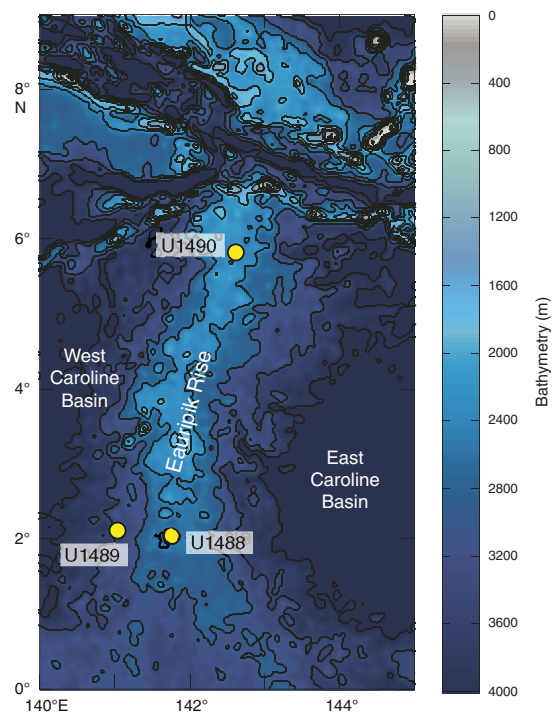 8°
N
6°
4°
2°
0°
140°E
142°
144°
U1490
West
Caroline
Basin
Eauripik Rise
East
Caroline
Basin
U1489
U1488
0
400
800
1200
1600
2000
2400
2800
3200
3600
4000
Bathymetry (m)